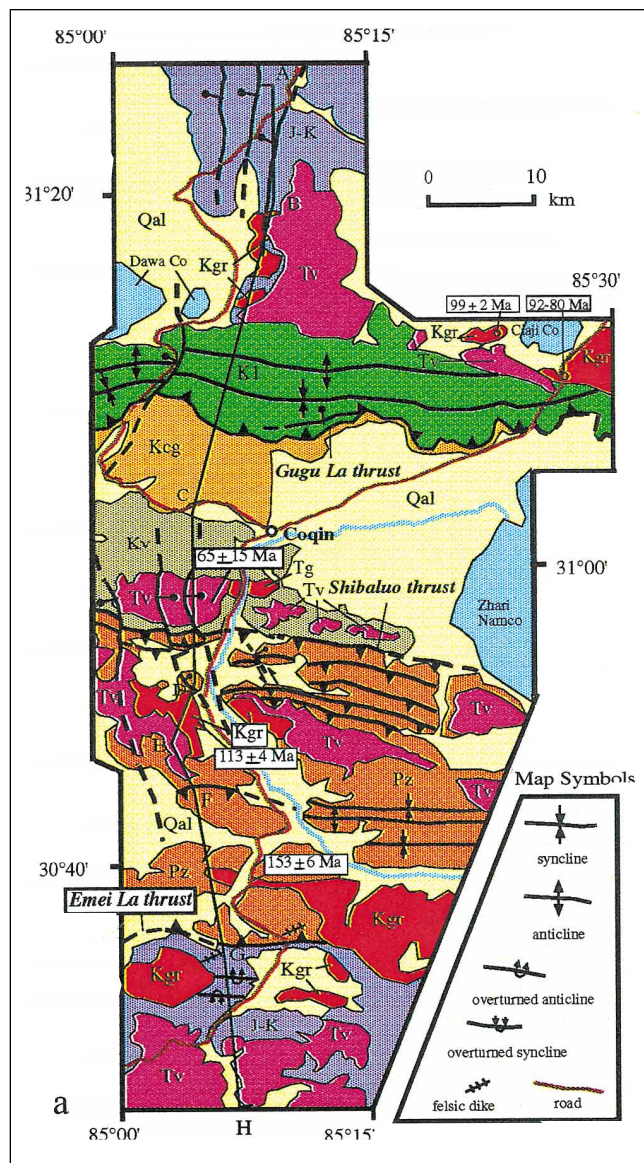 85°00'
85°15'
A
J-K
31°20'
B
0 10
km
Qal
85°30'
Dawa Co
Kgr
Tv
99±2 Ma
92-80 Ma
Kgr
Ciaji Co
Tv
Kgr
K1
Kcg
Gugu La thrust
C
Qal
Coqin
Kv
65±15 Ma
Tg
31°00'
Tv
Tv
Shibaluo thrust
Zhari
Namco
Tv
Tv
Kgr
Tv
E
113±4 Ma
Pz
Tv
Map Symbols
F
Qal
syncline
30°40'
Pz
153±6 Ma
anticline
Emei La thrust
Kgr
G
Kgr
Kgr
overturned anticline
J-K
Tv
overturned syncline
Tv
a
felsic dike
road
85°00'
H
85°15'